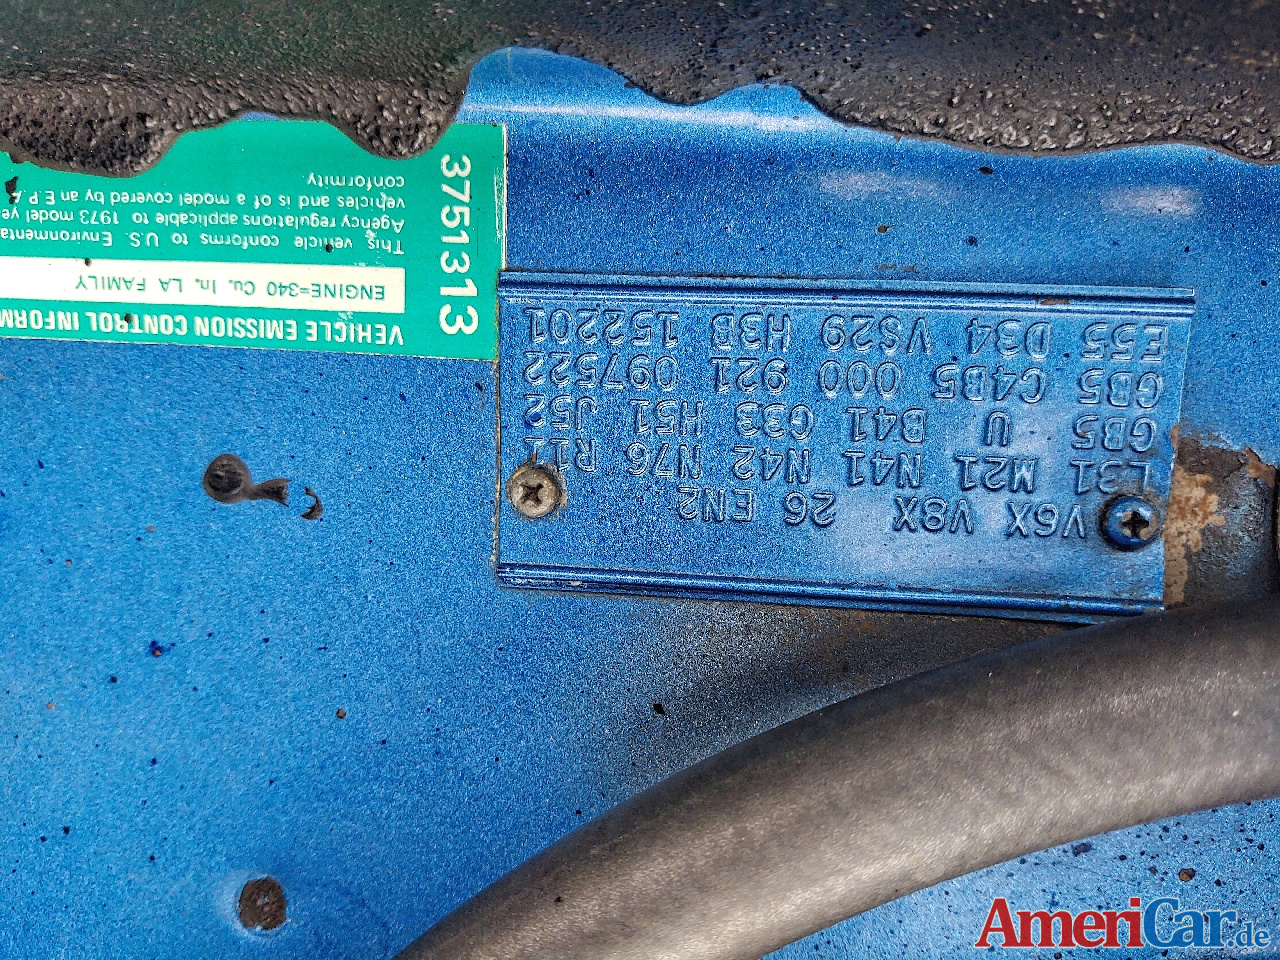 V6X V8X 26 EN2
L31 M21 N41 N42 N76 R11
GB5 U B41 G33 H51 J52
GB5 C4B5 000 921 097522
E55 D34 VS29 H3B 152201
3751313
VEHICLE EMISSION CONTROL INFORM
ENGINE=340 Cu. In. LA FAMILY
This vehicle conforms to U.S. Environmenta
Agency regulations applicable to 1973 model ye
vehicles and is of a model covered by an E.P.A
conformity
AmeriCar.de